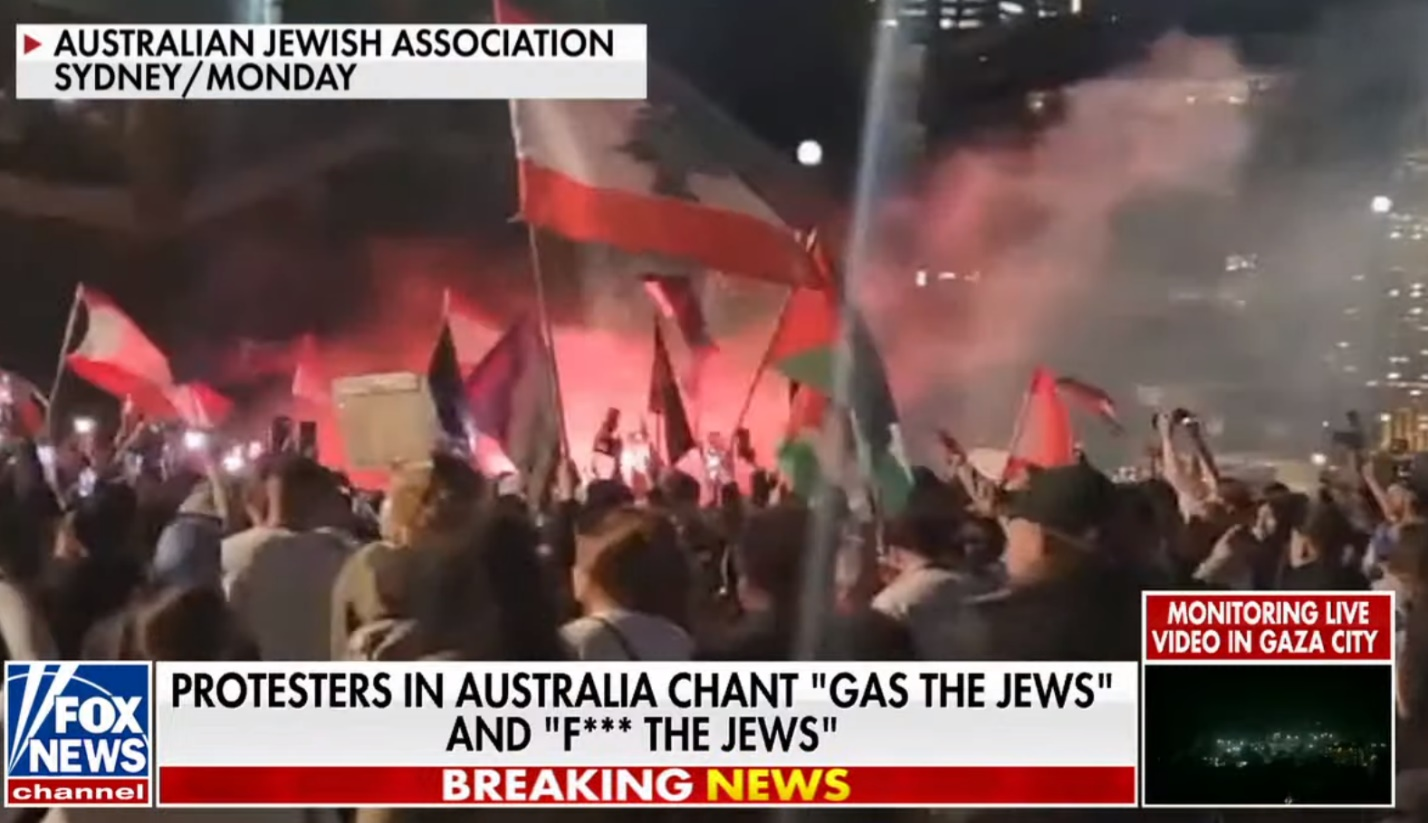 AUSTRALIAN JEWISH ASSOCIATION
SYDNEY/MONDAY
MONITORING LIVE
VIDEO IN GAZA CITY
FOX
NEWS
channel
PROTESTERS IN AUSTRALIA CHANT "GAS THE JEWS"
AND "F*** THE JEWS"
BREAKING NEWS